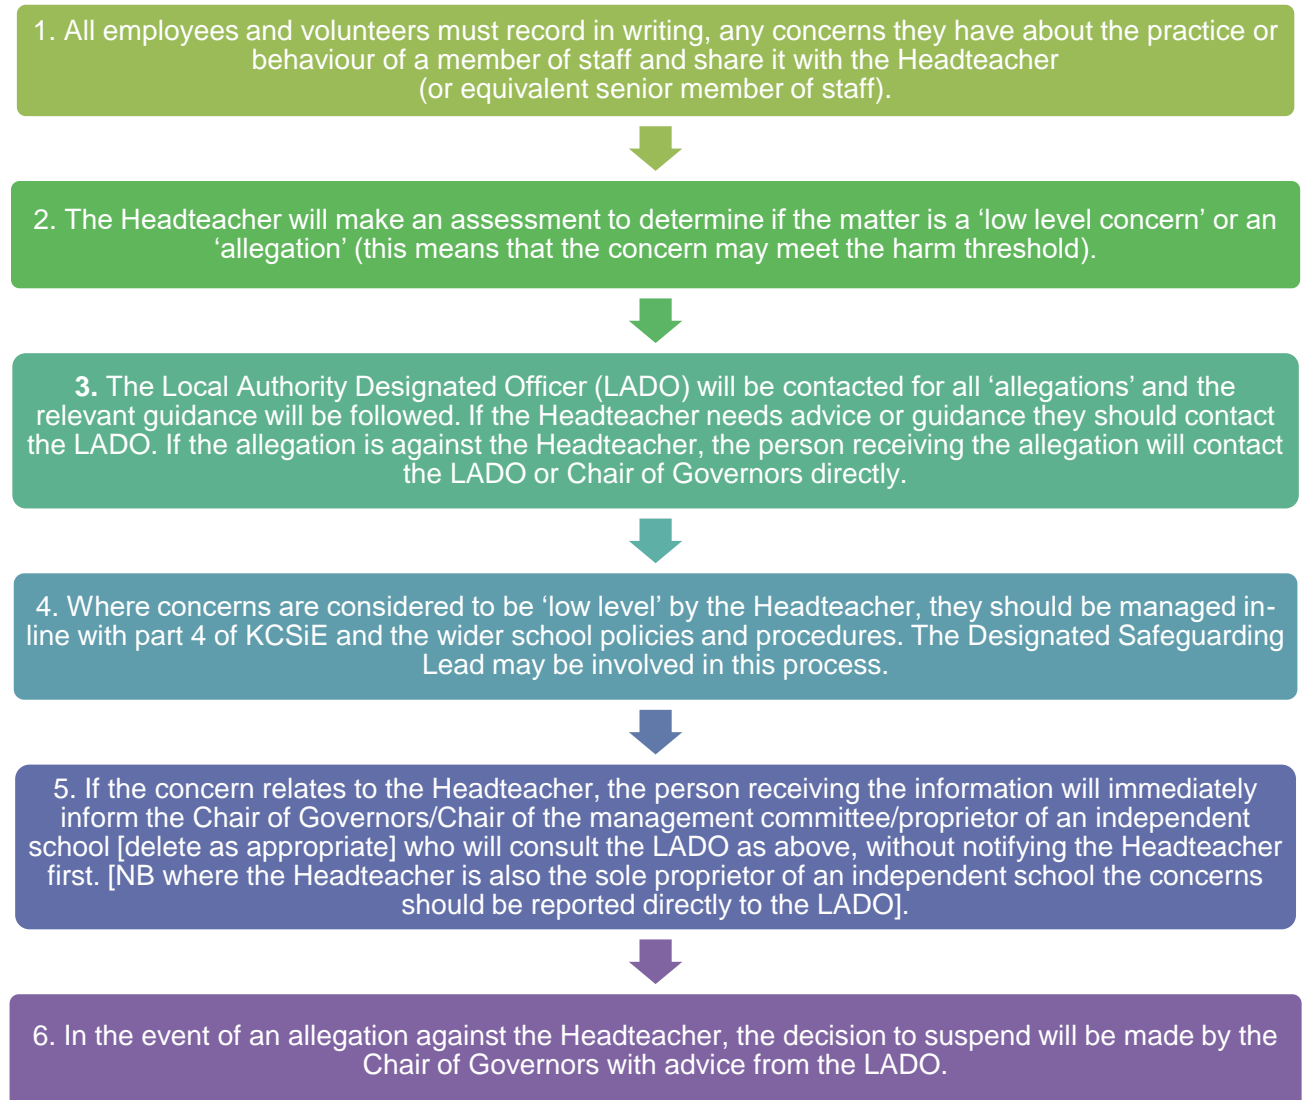 1. All employees and volunteers must record in writing, any concerns they have about the practice or
behaviour of a member of staff and share it with the Headteacher
(or equivalent senior member of staff).
2. The Headteacher will make an assessment to determine if the matter is a ‘low level concern’ or an
‘allegation’ (this means that the concern may meet the harm threshold).
3. The Local Authority Designated Officer (LADO) will be contacted for all ‘allegations’ and the
relevant guidance will be followed. If the Headteacher needs advice or guidance they should contact
the LADO. If the allegation is against the Headteacher, the person receiving the allegation will contact
the LADO or Chair of Governors directly.
4. Where concerns are considered to be ‘low level’ by the Headteacher, they should be managed in-
line with part 4 of KCSiE and the wider school policies and procedures. The Designated Safeguarding
Lead may be involved in this process.
5. If the concern relates to the Headteacher, the person receiving the information will immediately
inform the Chair of Governors/Chair of the management committee/proprietor of an independent
school [delete as appropriate] who will consult the LADO as above, without notifying the Headteacher
first. [NB where the Headteacher is also the sole proprietor of an independent school the concerns
should be reported directly to the LADO].
6. In the event of an allegation against the Headteacher, the decision to suspend will be made by the
Chair of Governors with advice from the LADO.